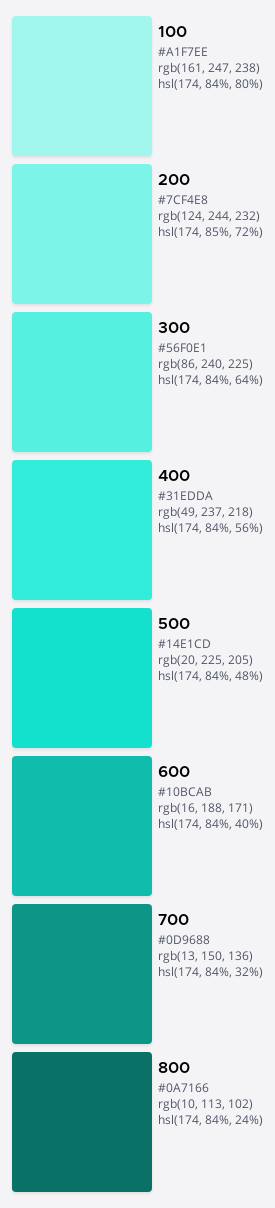 100
#A1F7EE
rgb(161, 247, 238)
hsl(174, 84%, 80%)
200
#7CF4E8
rgb(124, 244, 232)
hsl(174, 85%, 72%)
300
#56F0E1
rgb(86, 240, 225)
hsl(174, 84%, 64%)
400
#31EDDA
rgb(49, 237, 218)
hsl(174, 84%, 56%)
500
#14E1CD
rgb(20, 225, 205)
hsl(174, 84%, 48%)
600
#10BCAB
rgb(16, 188, 171)
hsl(174, 84%, 40%)
700
#0D9688
rgb(13, 150, 136)
hsl(174, 84%, 32%)
800
#0A7166
rgb(10, 113, 102)
hsl(174, 84%, 24%)